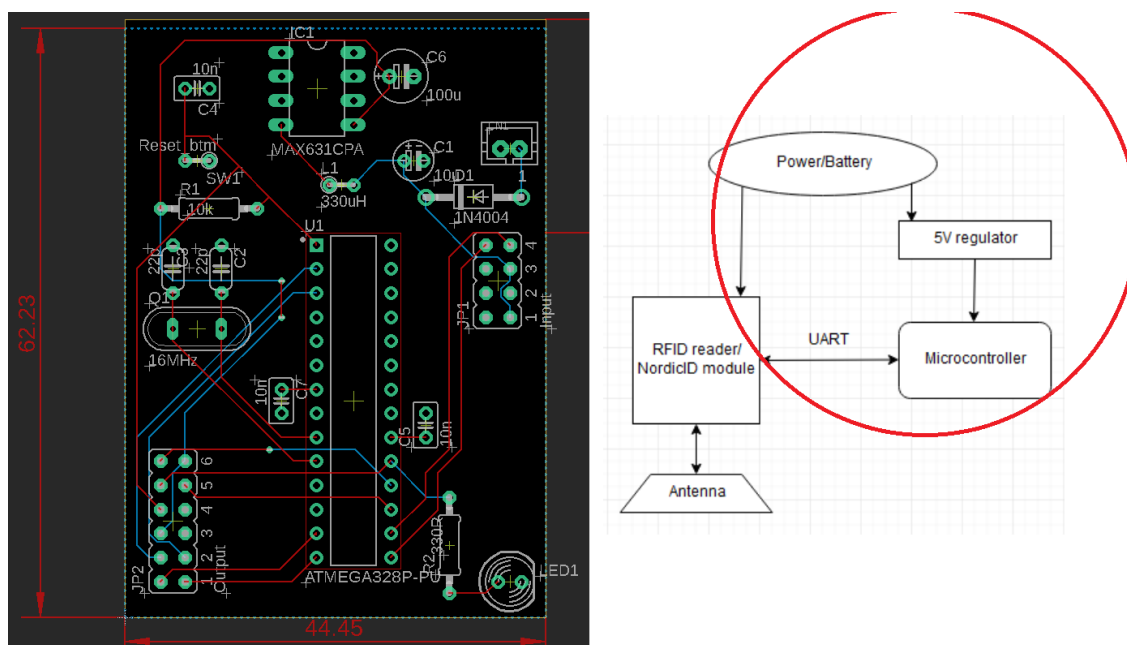 IC1
10n
C4
C6
100u
MAX631CPA
Reset_btm
SW1
C1
10u
D1
1N4004
1
L1
330uH
R1
10k
U1
22p
C3
22p
C2
Q1
16MHz
4
3
2
1
JP1
Input
10n
C7
C5
10n
6
5
4
3
2
1
JP2
Output
330R
R2
ATMEGA328P-PU
LED1
62.23
44.45
Power/Battery
5V regulator
RFID reader/
NordicID module
UART
Microcontroller
Antenna